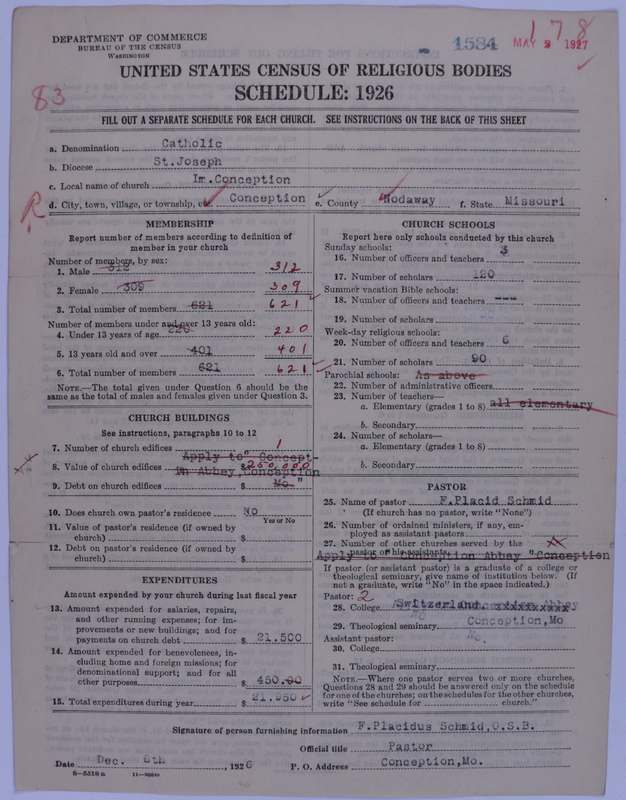 DEPARTMENT OF COMMERCE
BUREAU OF THE CENSUS
WASHINGTON
1584
MAY 2 1927
1 7 8
UNITED STATES CENSUS OF RELIGIOUS BODIES
SCHEDULE: 1926
83
FILL OUT A SEPARATE SCHEDULE FOR EACH CHURCH. SEE INSTRUCTIONS ON THE BACK OF THIS SHEET
a. Denomination Catholic
b. Diocese St.Joseph
c. Local name of church Im.Conception
R
d. City, town, village, or township, etc. Conception e. County Nodaway f. State Missouri
MEMBERSHIP
Report number of members according to definition of
member in your church
Number of members, by sex:
1. Male 312 312
2. Female 309 309
3. Total number of members 621 621
Number of members under and over 13 years old:
4. Under 13 years of age 220 220
5. 13 years old and over 401 401
6. Total number of members 621 621
NOTE.—The total given under Question 6 should be the
same as the total of males and females given under Question 3.
CHURCH BUILDINGS
See instructions, paragraphs 10 to 12
7. Number of church edifices 1
Apply to" Concept-
8. Value of church edifices $250,000
in Abbey,Conception
9. Debt on church edifices $ No "
10. Does church own pastor's residence No
Yes or No
11. Value of pastor's residence (if owned by
church) $
12. Debt on pastor's residence (if owned by
church) $
EXPENDITURES
Amount expended by your church during last fiscal year
13. Amount expended for salaries, repairs,
and other running expenses; for im-
provements or new buildings; and for
payments on church debt $ 21.500
14. Amount expended for benevolences, in-
cluding home and foreign missions; for
denominational support; and for all
other purposes $ 450.00
15. Total expenditures during year $ 21.950
CHURCH SCHOOLS
Report here only schools conducted by this church
Sunday schools:
16. Number of officers and teachers 3
17. Number of scholars 120
Summer vacation Bible schools:
18. Number of officers and teachers ---
19. Number of scholars
Week-day religious schools:
20. Number of officers and teachers 6
21. Number of scholars 90
Parochial schools: As above
22. Number of administrative officers
23. Number of teachers—
a. Elementary (grades 1 to 8) all elementary
b. Secondary
24. Number of scholars—
a. Elementary (grades 1 to 8)
b. Secondary
PASTOR
25. Name of pastor F.Placid Schmid
(If church has no pastor, write "None")
26. Number of ordained ministers, if any, em-
ployed as assistant pastors
27. Number of other churches served by the
pastor or his assistants
Apply to "Conception Abbey "Conception
If pastor (or assistant pastor) is a graduate of a college or
theological seminary, give name of institution below. (If
not a graduate, write "No" in the space indicated.)
Pastor: 2
28. College Switzerland.
29. Theological seminary Conception,Mo
Assistant pastor: No.
30. College
31. Theological seminary
NOTE.—Where one pastor serves two or more churches,
Questions 28 and 29 should be answered only on the schedule
for one of the churches; on the schedules for the other churches,
write "See schedule for church."
Signature of person furnishing information F.Placidus Schmid,O.S.B.
Official title Pastor
Date Dec. 8th, 1926 P. O. Address Conception,Mo.